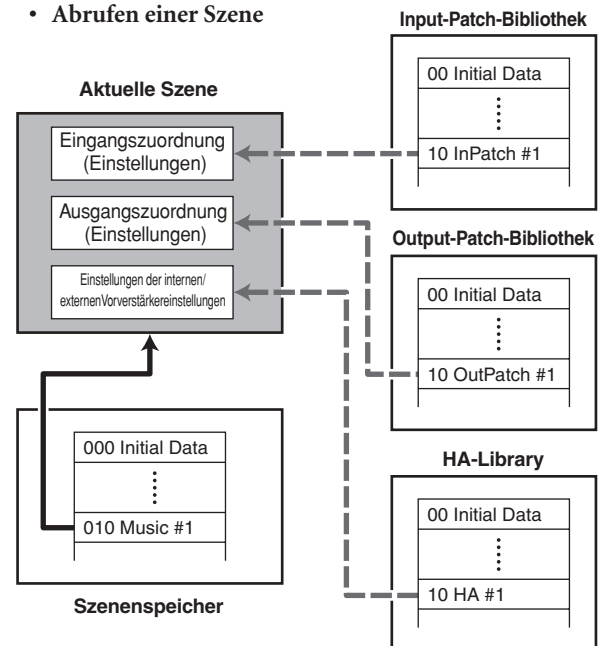 • Abrufen einer Szene
Aktuelle Szene
Eingangszuordnung
(Einstellungen)
Ausgangszuordnung
(Einstellungen)
Einstellungen der internen/
externenVorverstärkereinstellungen
000 Initial Data
010 Music #1
Szenenspeicher
Input-Patch-Bibliothek
00 Initial Data
10 InPatch #1
Output-Patch-Bibliothek
00 Initial Data
10 OutPatch #1
HA-Library
00 Initial Data
10 HA #1